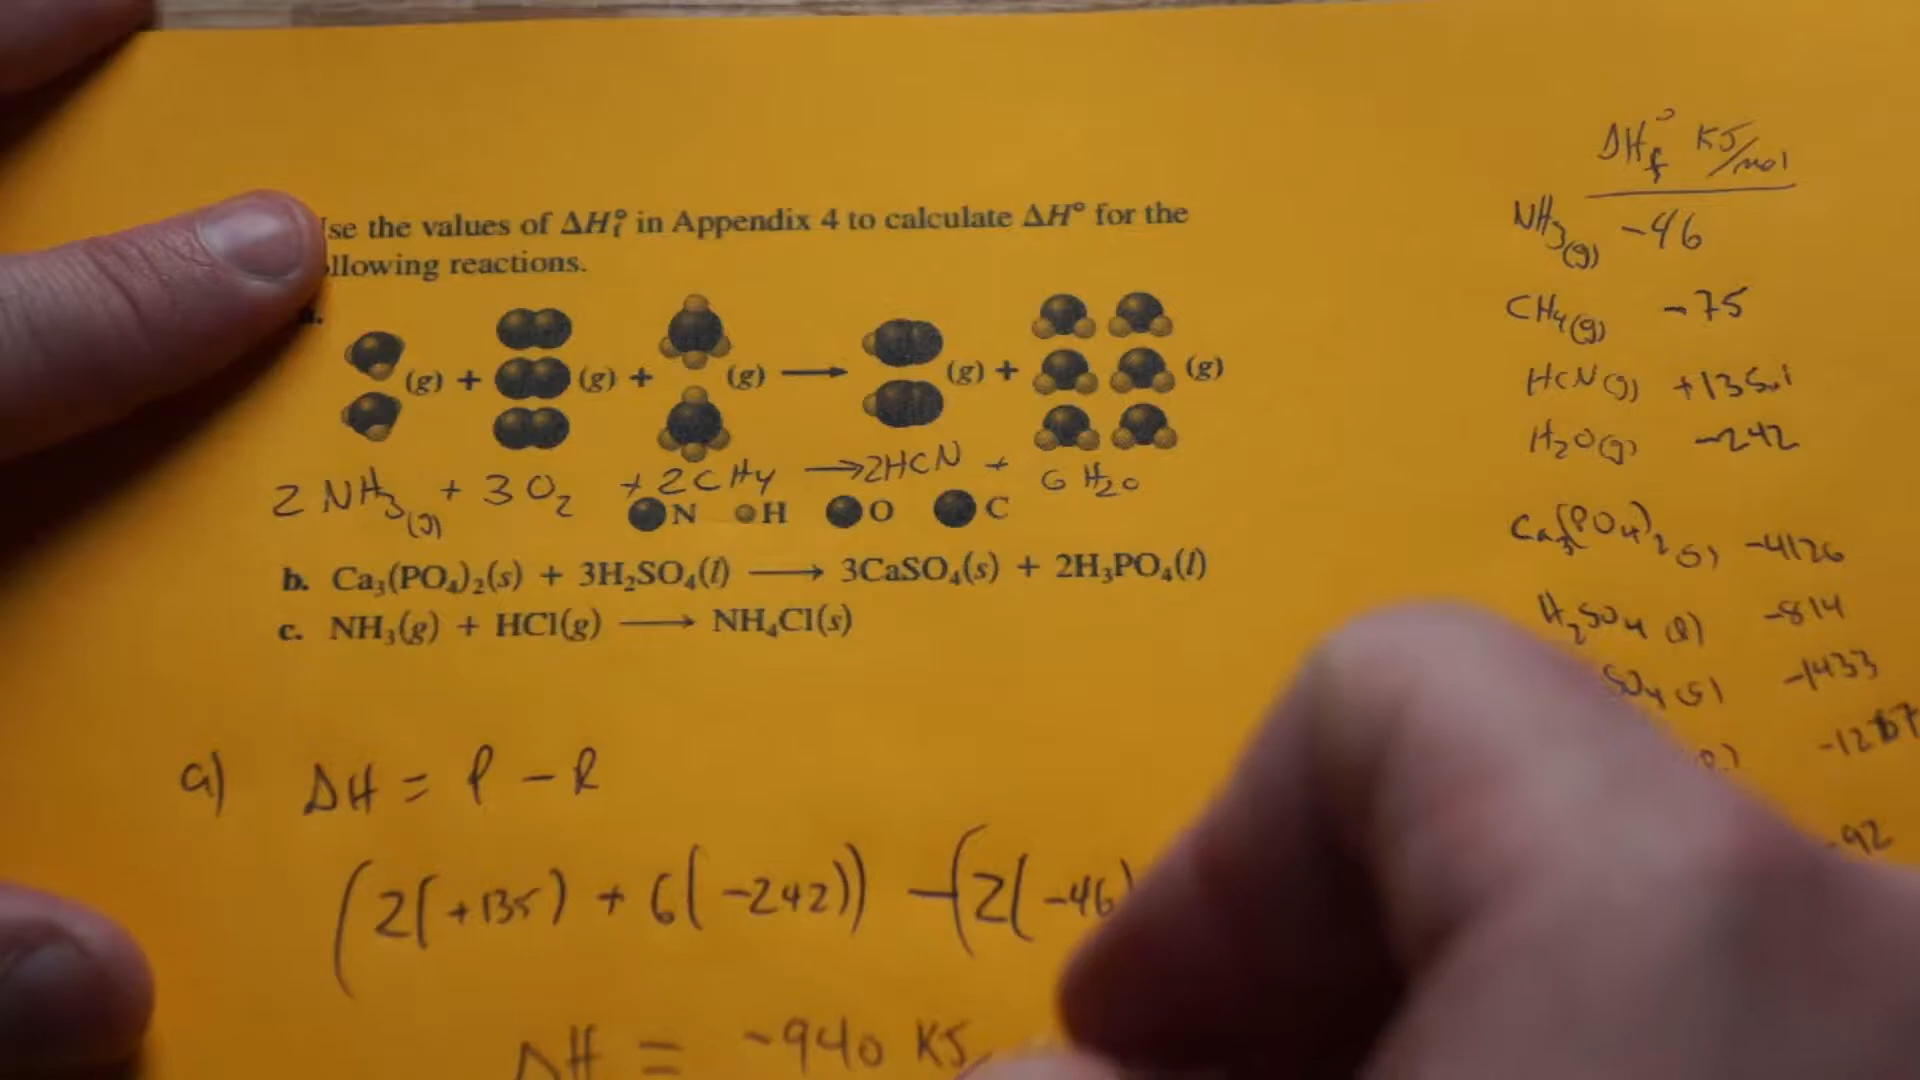 se the values of ΔH°f in Appendix 4 to calculate ΔH° for the
llowing reactions.
(g) + (g) + (g) ⟶ (g) + (g)
2 NH3(g) + 3 O2 + 2 CH4 → 2HCN + 6 H2O
N H O C
b. Ca3(PO4)2(s) + 3H2SO4(l) ⟶ 3CaSO4(s) + 2H3PO4(l)
c. NH3(g) + HCl(g) ⟶ NH4Cl(s)
a) ΔH = P - R
(2(+135) + 6(-242)) - (2(-46)
ΔH = -940 KJ
ΔHf° KJ/mol
NH3(g) -46
CH4(g) -75
HCN(g) +135.1
H2O(g) -242
Ca3(PO4)2(s) -4126
H2SO4(l) -814
SO4(s) -1433
-92